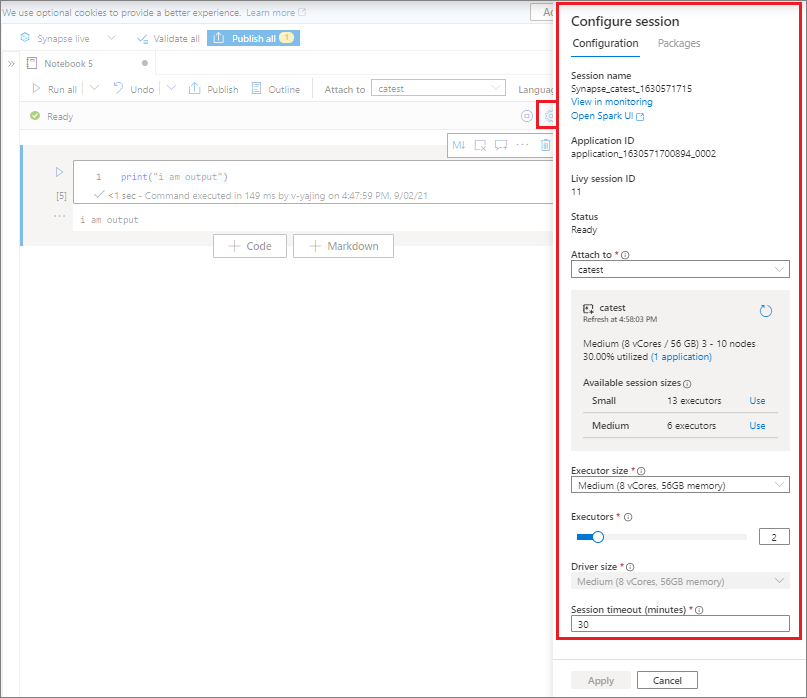 We use optional cookies to provide a better experience. Learn more
Synapse live
Validate all
Publish all 1
Notebook 5
Run all
Undo
Publish
Outline
Attach to
catest
Ready
M↓
...
1 print("i am output")
[5]
<1 sec - Command executed in 149 ms by v-yajing on 4:47:59 PM, 9/02/21
...
i am output
+ Code
+ Markdown
Configure session
Configuration
Packages
Session name
Synapse_catest_1630571715
View in monitoring
Open Spark UI
Application ID
application_1630571700894_0002
Livy session ID
11
Status
Ready
Attach to *
catest
catest
Refresh at 4:58:03 PM
Medium (8 vCores / 56 GB) 3 - 10 nodes
30.00% utilized (1 application)
Available session sizes
Small 13 executors Use
Medium 6 executors Use
Executor size *
Medium (8 vCores, 56GB memory)
Executors *
2
Driver size *
Medium (8 vCores, 56GB memory)
Session timeout (minutes) *
30
Apply
Cancel